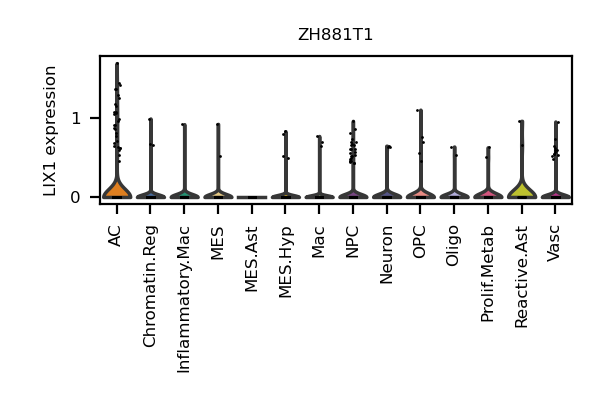 ZH881T1
LIX1 expression
1
0
AC
Chromatin.Reg
Inflammatory.Mac
MES
MES.Ast
MES.Hyp
Mac
NPC
Neuron
OPC
Oligo
Prolif.Metab
Reactive.Ast
Vasc